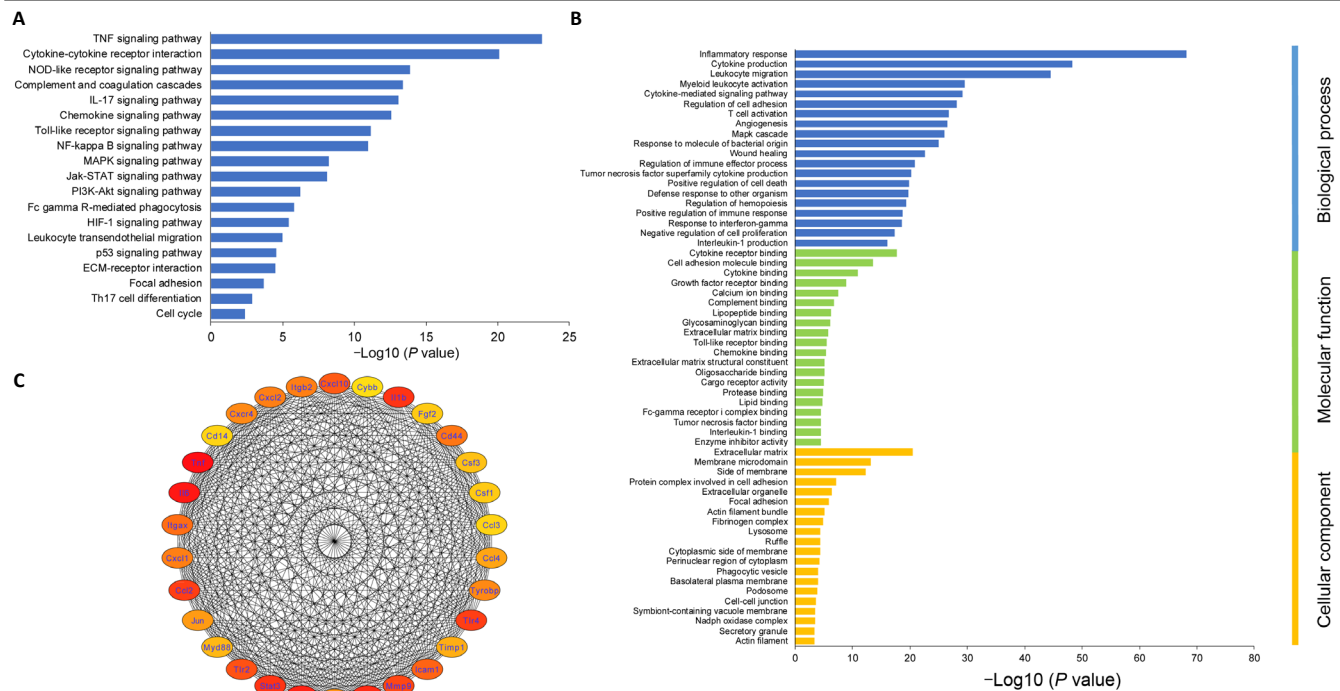 A
TNF signaling pathway
Cytokine-cytokine receptor interaction
NOD-like receptor signaling pathway
Complement and coagulation cascades
IL-17 signaling pathway
Chemokine signaling pathway
Toll-like receptor signaling pathway
NF-kappa B signaling pathway
MAPK signaling pathway
Jak-STAT signaling pathway
PI3K-Akt signaling pathway
Fc gamma R-mediated phagocytosis
HIF-1 signaling pathway
Leukocyte transendothelial migration
p53 signaling pathway
ECM-receptor interaction
Focal adhesion
Th17 cell differentiation
Cell cycle
0 5 10 15 20 25
−Log10 (P value)
B
Inflammatory response
Cytokine production
Leukocyte migration
Myeloid leukocyte activation
Cytokine-mediated signaling pathway
Regulation of cell adhesion
T cell activation
Angiogenesis
Mapk cascade
Response to molecule of bacterial origin
Wound healing
Regulation of immune effector process
Tumor necrosis factor superfamily cytokine production
Positive regulation of cell death
Defense response to other organism
Regulation of hemopoiesis
Positive regulation of immune response
Response to interferon-gamma
Negative regulation of cell proliferation
Interleukin-1 production
Cytokine receptor binding
Cell adhesion molecule binding
Cytokine binding
Growth factor receptor binding
Calcium ion binding
Complement binding
Lipopeptide binding
Glycosaminoglycan binding
Extracellular matrix binding
Toll-like receptor binding
Chemokine binding
Extracellular matrix structural constituent
Oligosaccharide binding
Cargo receptor activity
Protease binding
Lipid binding
Fc-gamma receptor i complex binding
Tumor necrosis factor binding
Interleukin-1 binding
Enzyme inhibitor activity
Extracellular matrix
Membrane microdomain
Side of membrane
Protein complex involved in cell adhesion
Extracellular organelle
Focal adhesion
Actin filament bundle
Fibrinogen complex
Lysosome
Ruffle
Cytoplasmic side of membrane
Perinuclear region of cytoplasm
Phagocytic vesicle
Basolateral plasma membrane
Podosome
Cell-cell junction
Symbiont-containing vacuole membrane
Nadph oxidase complex
Secretory granule
Actin filament
0 10 20 30 40 50 60 70 80
−Log10 (P value)
Biological process
Molecular function
Cellular component
C
Cxcl10
Cybb
Il1b
Fgf2
Cd44
Csf3
Csf1
Ccl3
Ccl4
Tyrobp
Tlr4
Timp1
Icam1
Mmp9
Stat3
Tlr2
Myd88
Jun
Ccl2
Cxcl1
Itgax
Il6
Tnf
Cd14
Cxcr4
Cxcl2
Itgb2